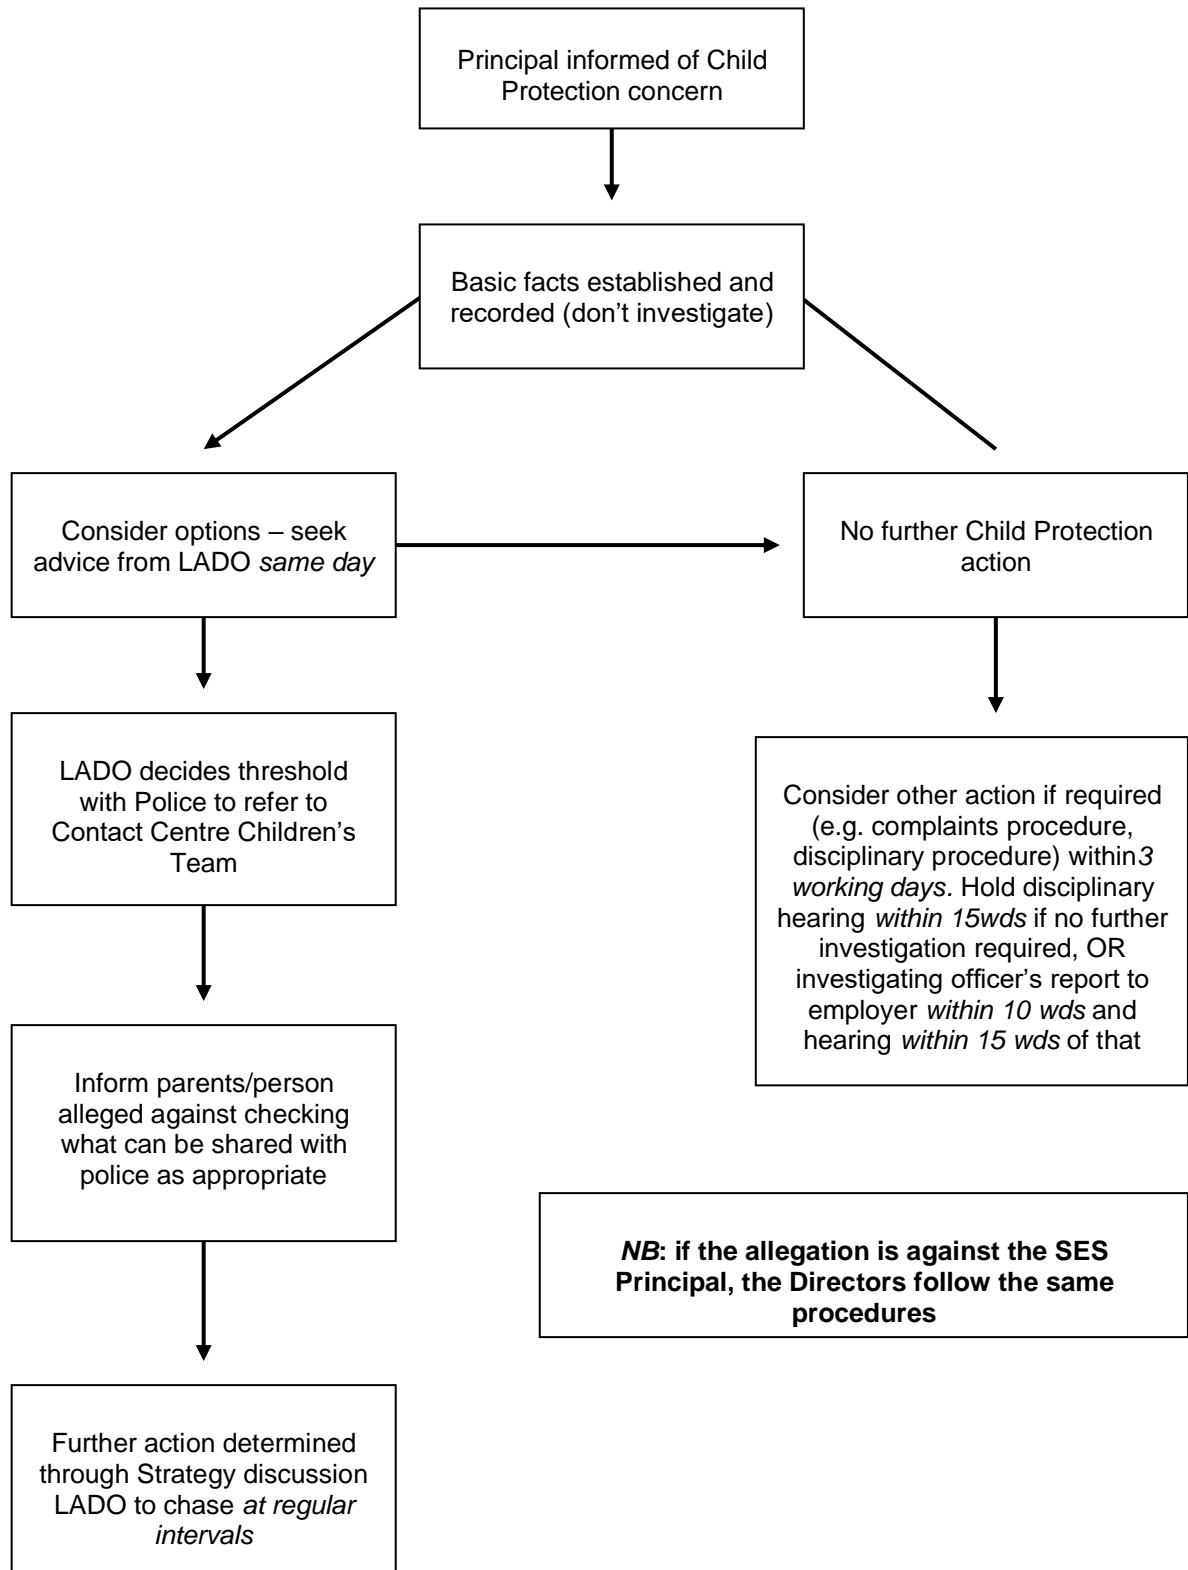 Principal informed of Child
Protection concern
Basic facts established and
recorded (don’t investigate)
Consider options – seek
advice from LADO same day
No further Child Protection
action
LADO decides threshold
with Police to refer to
Contact Centre Children’s
Team
Consider other action if required
(e.g. complaints procedure,
disciplinary procedure) within3
working days. Hold disciplinary
hearing within 15wds if no further
investigation required, OR
investigating officer’s report to
employer within 10 wds and
hearing within 15 wds of that
Inform parents/person
alleged against checking
what can be shared with
police as appropriate
NB: if the allegation is against the SES
Principal, the Directors follow the same
procedures
Further action determined
through Strategy discussion
LADO to chase at regular
intervals